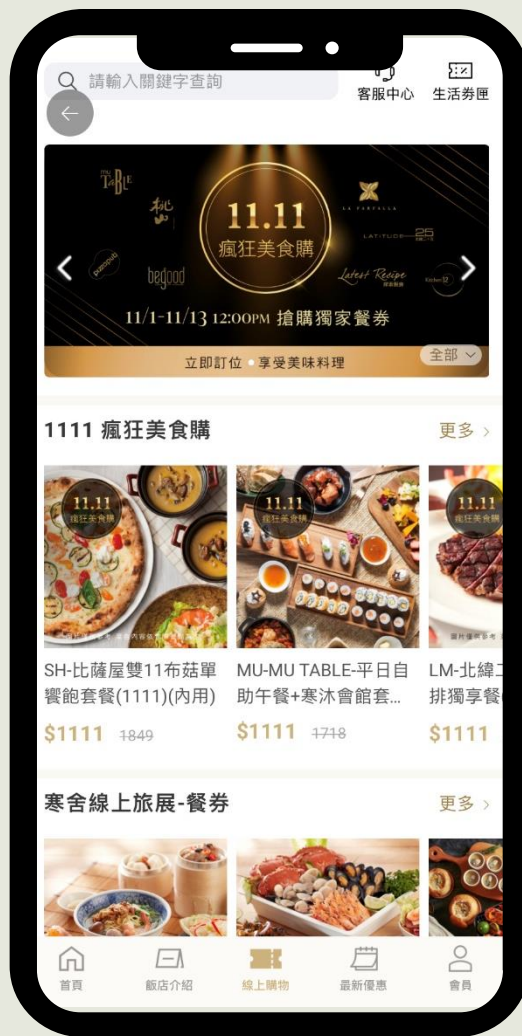 請輸入關鍵字查詢
客服中心
生活券匣
mu TABLE
桃山
LA FARFALLA
11.11
瘋狂美食購
LATITUDE 25
pizzapub
begood
Latest Recipe
Kitchen12
11/1-11/13 12:00PM 搶購獨家餐券
立即訂位 享受美味料理
全部
1111 瘋狂美食購
更多
11.11
瘋狂美食購
11.11
瘋狂美食購
11.11
瘋狂美食購
SH-比薩屋雙11布菇單
饗飽套餐(1111)(內用)
$1111 1849
MU-MU TABLE-平日自
助午餐+寒沐會館套...
$1111 1718
LM-北緯
排獨享餐
$1111
寒舍線上旅展-餐券
更多
首頁
飯店介紹
線上購物
最新優惠
會員